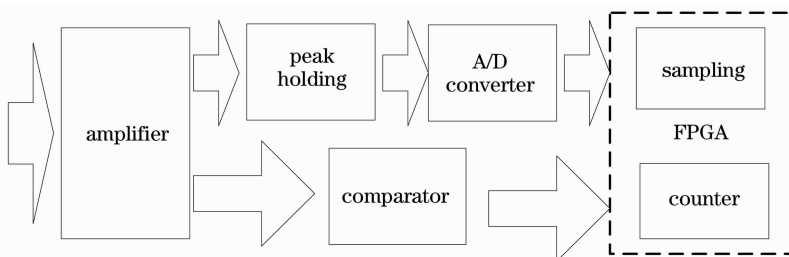 amplifier
peak
holding
A/D
converter
sampling
FPGA
comparator
counter